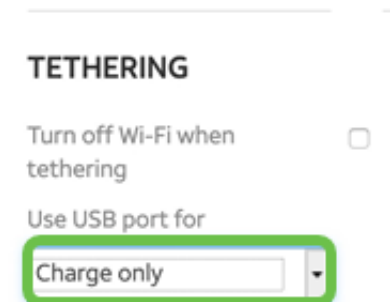 TETHERING
Turn off Wi-Fi when
tethering
Use USB port for
Charge only